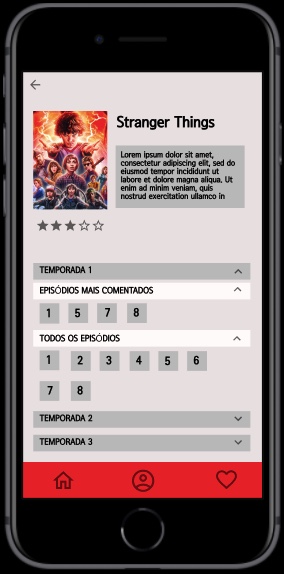 Stranger Things
Lorem ipsum dolor sit amet,
consectetur adipiscing elit, sed do
eiusmod tempor incididunt ut
labore et dolore magna aliqua. Ut
enim ad minim veniam, quis
nostrud exercitation ullamco in
TEMPORADA 1
EPISÓDIOS MAIS COMENTADOS
1 5 7 8
TODOS OS EPISÓDIOS
1 2 3 4 5 6
7 8
TEMPORADA 2
TEMPORADA 3